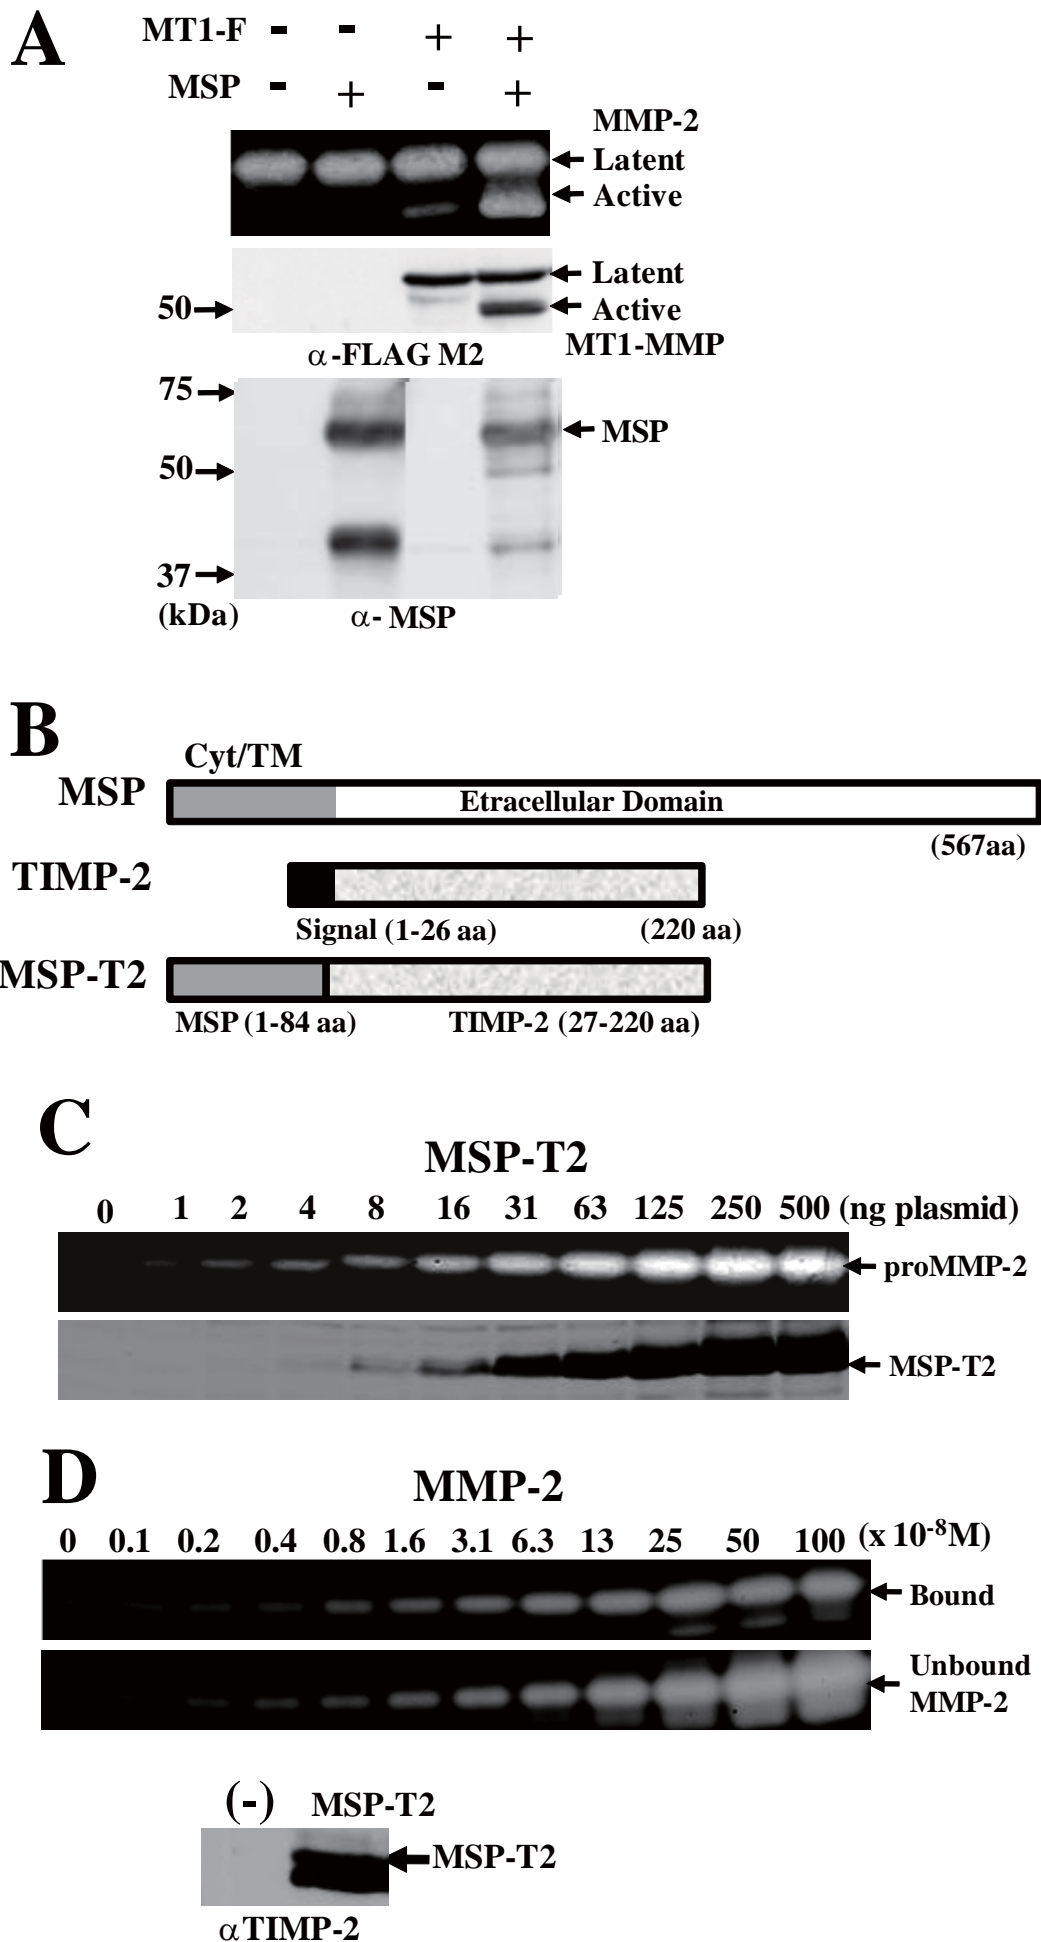 A
MT1-F - - + +
MSP - + - +
MMP-2
Latent
Active
Latent
50
Active
MT1-MMP
α-FLAG M2
75
MSP
50
37
(kDa)
α- MSP
B
Cyt/TM
MSP
Etracellular Domain
(567aa)
TIMP-2
Signal (1-26 aa) (220 aa)
MSP-T2
MSP (1-84 aa) TIMP-2 (27-220 aa)
C
MSP-T2
0 1 2 4 8 16 31 63 125 250 500 (ng plasmid)
proMMP-2
MSP-T2
D
MMP-2
0 0.1 0.2 0.4 0.8 1.6 3.1 6.3 13 25 50 100 (x 10-8M)
Bound
Unbound
MMP-2
(-) MSP-T2
MSP-T2
αTIMP-2